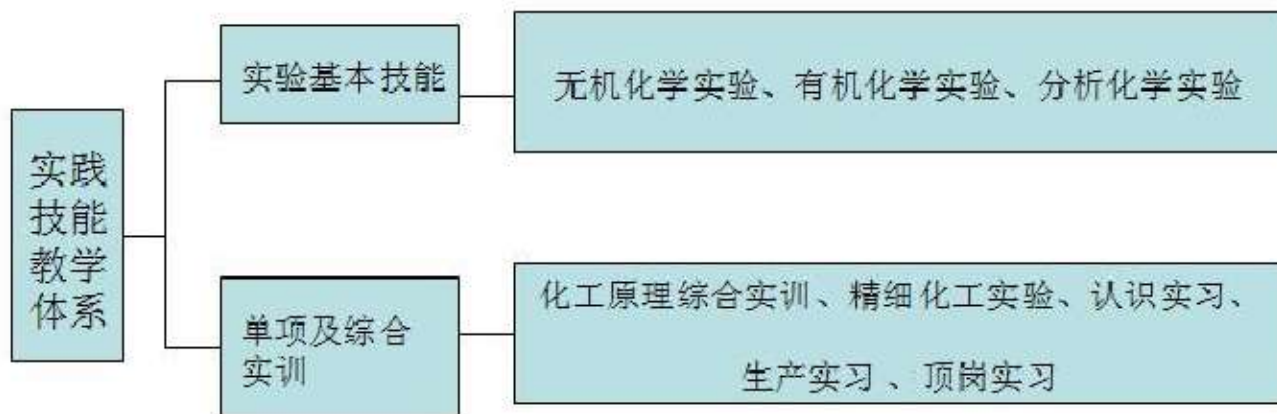 实践
技能
教学
体系
实验基本技能
无机化学实验、有机化学实验、分析化学实验
单项及综合
实训
化工原理综合实训、精细化工实验、认识实习、
生产实习 、顶岗实习